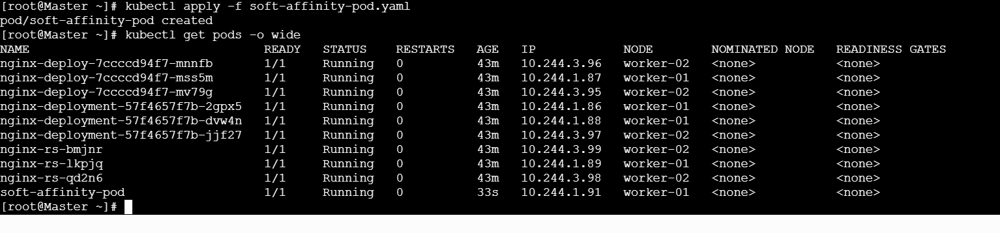 [root@Master ~]# kubectl apply -f soft-affinity-pod.yaml
pod/soft-affinity-pod created
[root@Master ~]# kubectl get pods -o wide
NAME READY STATUS RESTARTS AGE IP NODE NOMINATED NODE READINESS GATES
nginx-deploy-7ccccd94f7-mnnfb 1/1 Running 0 43m 10.244.3.96 worker-02 <none> <none>
nginx-deploy-7ccccd94f7-mss5m 1/1 Running 0 43m 10.244.1.87 worker-01 <none> <none>
nginx-deploy-7ccccd94f7-mv79g 1/1 Running 0 43m 10.244.3.95 worker-02 <none> <none>
nginx-deployment-57f4657f7b-2gpx5 1/1 Running 0 43m 10.244.1.86 worker-01 <none> <none>
nginx-deployment-57f4657f7b-dvw4n 1/1 Running 0 43m 10.244.1.88 worker-01 <none> <none>
nginx-deployment-57f4657f7b-jjf27 1/1 Running 0 43m 10.244.3.97 worker-02 <none> <none>
nginx-rs-bmjnr 1/1 Running 0 43m 10.244.3.99 worker-02 <none> <none>
nginx-rs-lkpjq 1/1 Running 0 43m 10.244.1.89 worker-01 <none> <none>
nginx-rs-qd2n6 1/1 Running 0 43m 10.244.3.98 worker-02 <none> <none>
soft-affinity-pod 1/1 Running 0 33s 10.244.1.91 worker-01 <none> <none>
[root@Master ~]#